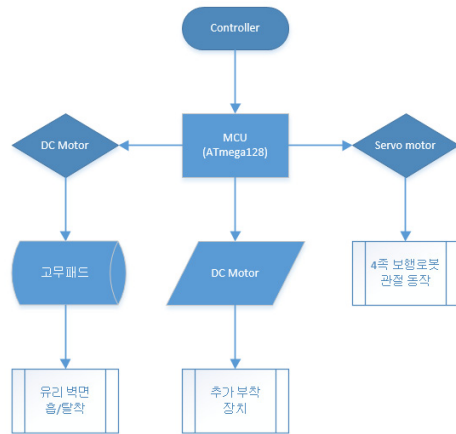 Controller
MCU
(ATmega128)
DC Motor
Servo motor
고무패드
DC Motor
4족 보행로봇
관절 동작
유리 벽면
흡/탈착
추가 부착
장치